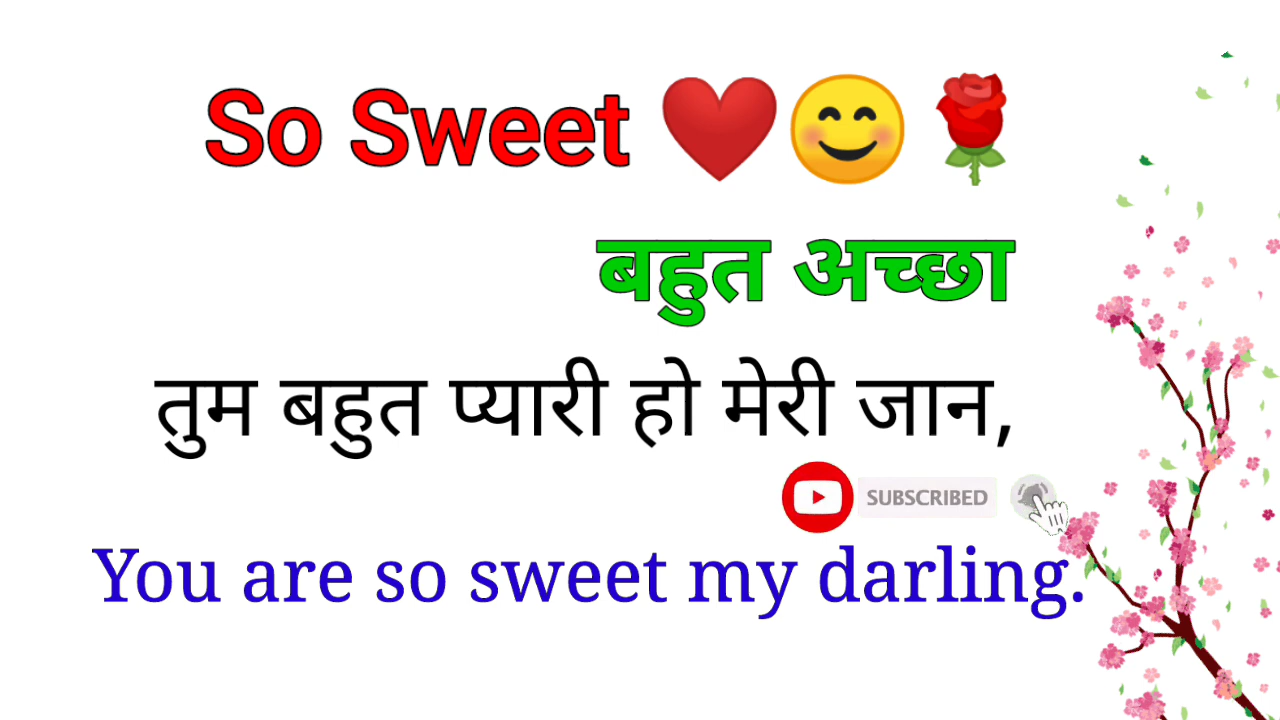 So Sweet ❤️😊🌹
बहुत अच्छा
तुम बहुत प्यारी हो मेरी जान,
SUBSCRIBED
You are so sweet my darling.